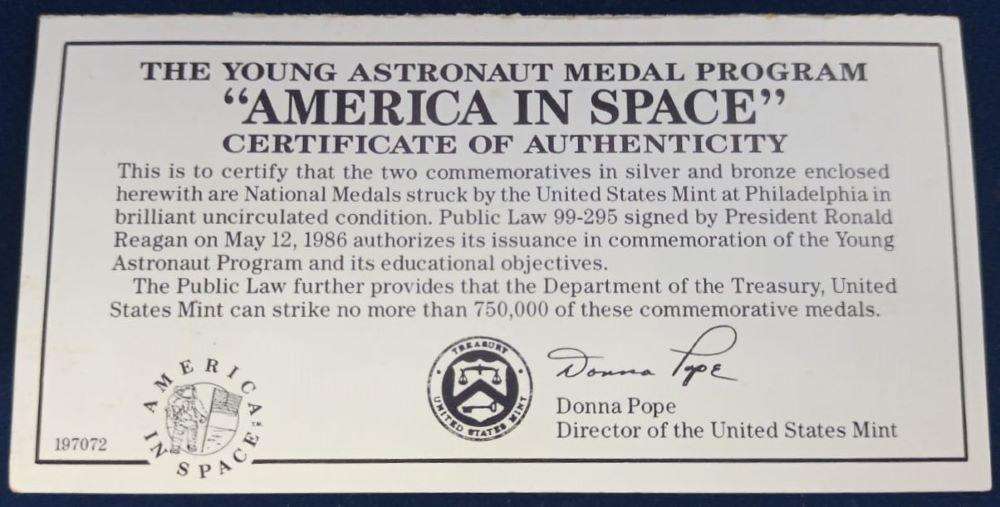 THE YOUNG ASTRONAUT MEDAL PROGRAM
"AMERICA IN SPACE"
CERTIFICATE OF AUTHENTICITY
This is to certify that the two commemoratives in silver and bronze enclosed
herewith are National Medals struck by the United States Mint at Philadelphia in
brilliant uncirculated condition. Public Law 99-295 signed by President Ronald
Reagan on May 12, 1986 authorizes its issuance in commemoration of the Young
Astronaut Program and its educational objectives.
The Public Law further provides that the Department of the Treasury, United
States Mint can strike no more than 750,000 of these commemorative medals.
AMERICA
IN SPACE
TREASURY
UNITED STATES MINT
Donna Pope
Donna Pope
Director of the United States Mint
197072